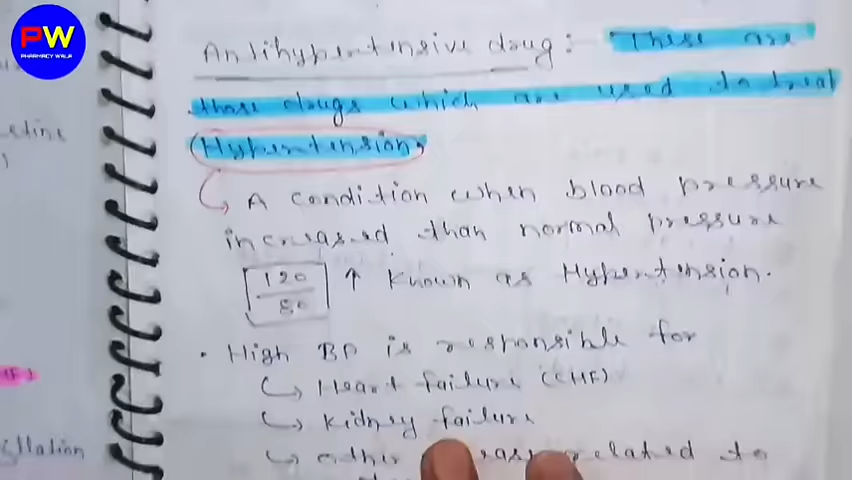 PW
PHARMACY WALA
Antihypertensive drug:- These are
those drugs which are used to treat
(Hypertension)
A condition when blood pressure
increased than normal pressure
120
80
↑ known as Hypertension.
• High BP is responsible for
Heart failure (CHF)
Kidney failure
other related to